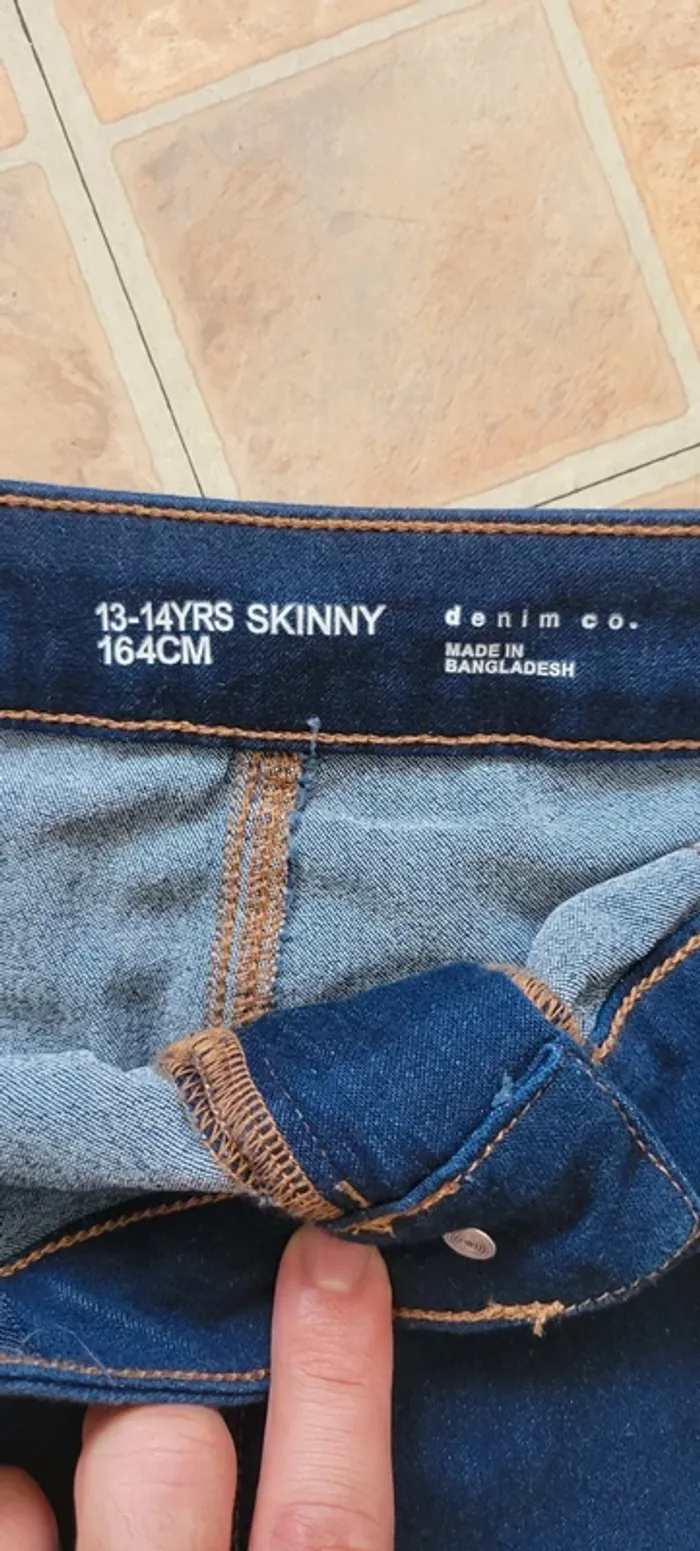 13-14YRS SKINNY
164CM
denim co.
MADE IN
BANGLADESH